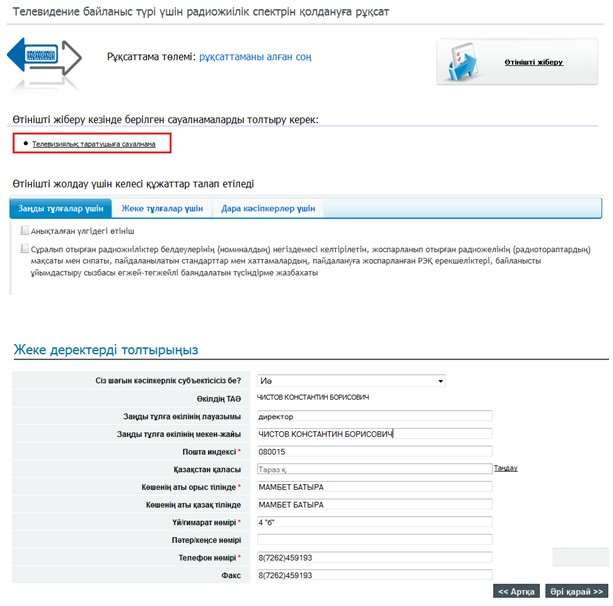 Телевидение байланыс түрі үшін радиожиілік спектрін қолдануға рұқсат
Рұқсаттама төлемі: рұқсаттаманы алған соң
Өтінішті жіберу
Өтінішті жіберу кезінде берілген сауалнамаларды толтыру керек:
Телевизиялық таратушыға сауалнама
Өтінішті жолдау үшін келесі құжаттар талап етіледі
Заңды тұлғалар үшін Жеке тұлғалар үшін Дара кәсіпкерлер үшін
Анықталған үлгідегі өтініш
Сұралып отырған радиожиіліктер белдеулерінің (номиналдың) негіздемесі келтірілетін, жоспарланып отырған радиожелінің (радиотораптардың)
мақсаты мен сипаты, пайдаланылатын стандарттар мен хаттамалардың, пайдалануға жоспарланған РЭҚ ерекшеліктері, байланысты
ұйымдастыру сызбасы егжей-тегжейлі баяндалатын түсіндірме жазбахаты
Жеке деректерді толтырыңыз
Сіз шағын кәсіпкерлік субъектісісіз бе? Иә
Өкілдің ТАӘ ЧИСТОВ КОНСТАНТИН БОРИСОВИЧ
Заңды тұлға өкілінің лауазымы директор
Заңды тұлға өкілінің мекен-жайы ЧИСТОВ КОНСТАНТИН БОРИСОВИЧ
Пошта индексі * 080015
Қазақстан қаласы Тараз қ. Таңдау
Көшенің аты орыс тілінде * МАМБЕТ БАТЫРА
Көшенің аты қазақ тілінде МАМБЕТ БАТЫРА
Үй/ғимарат нөмірі * 4 "б"
Пәтер/кеңсе нөмірі
Телефон нөмірі * 8(7262)459193
Факс 8(7262)459193
<< Артқа Әрі қарай >>